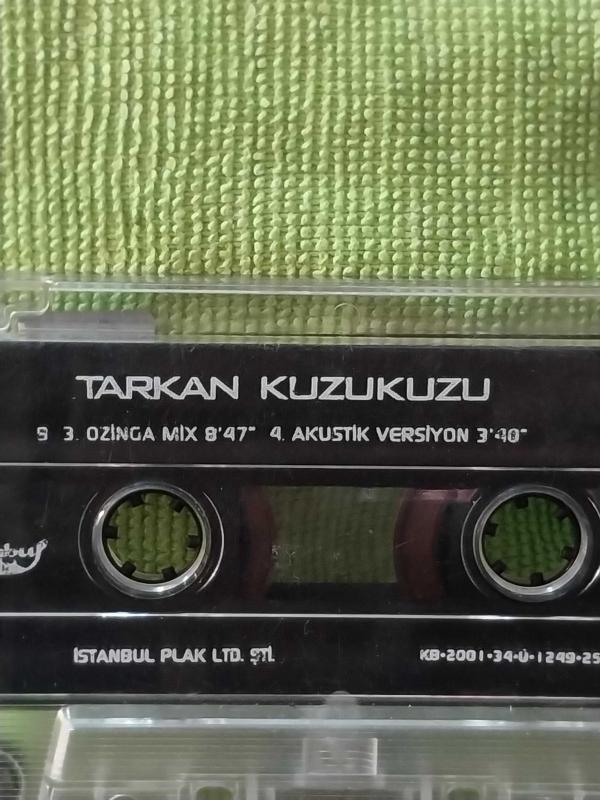 TARKAN KUZUKUZU
3. OZİNGA MİX 8'47" 4. AKUSTİK VERSİYON 3'40"
İSTANBUL PLAK LTD. ŞTİ.
KB•2001•34•Ü•1249•25